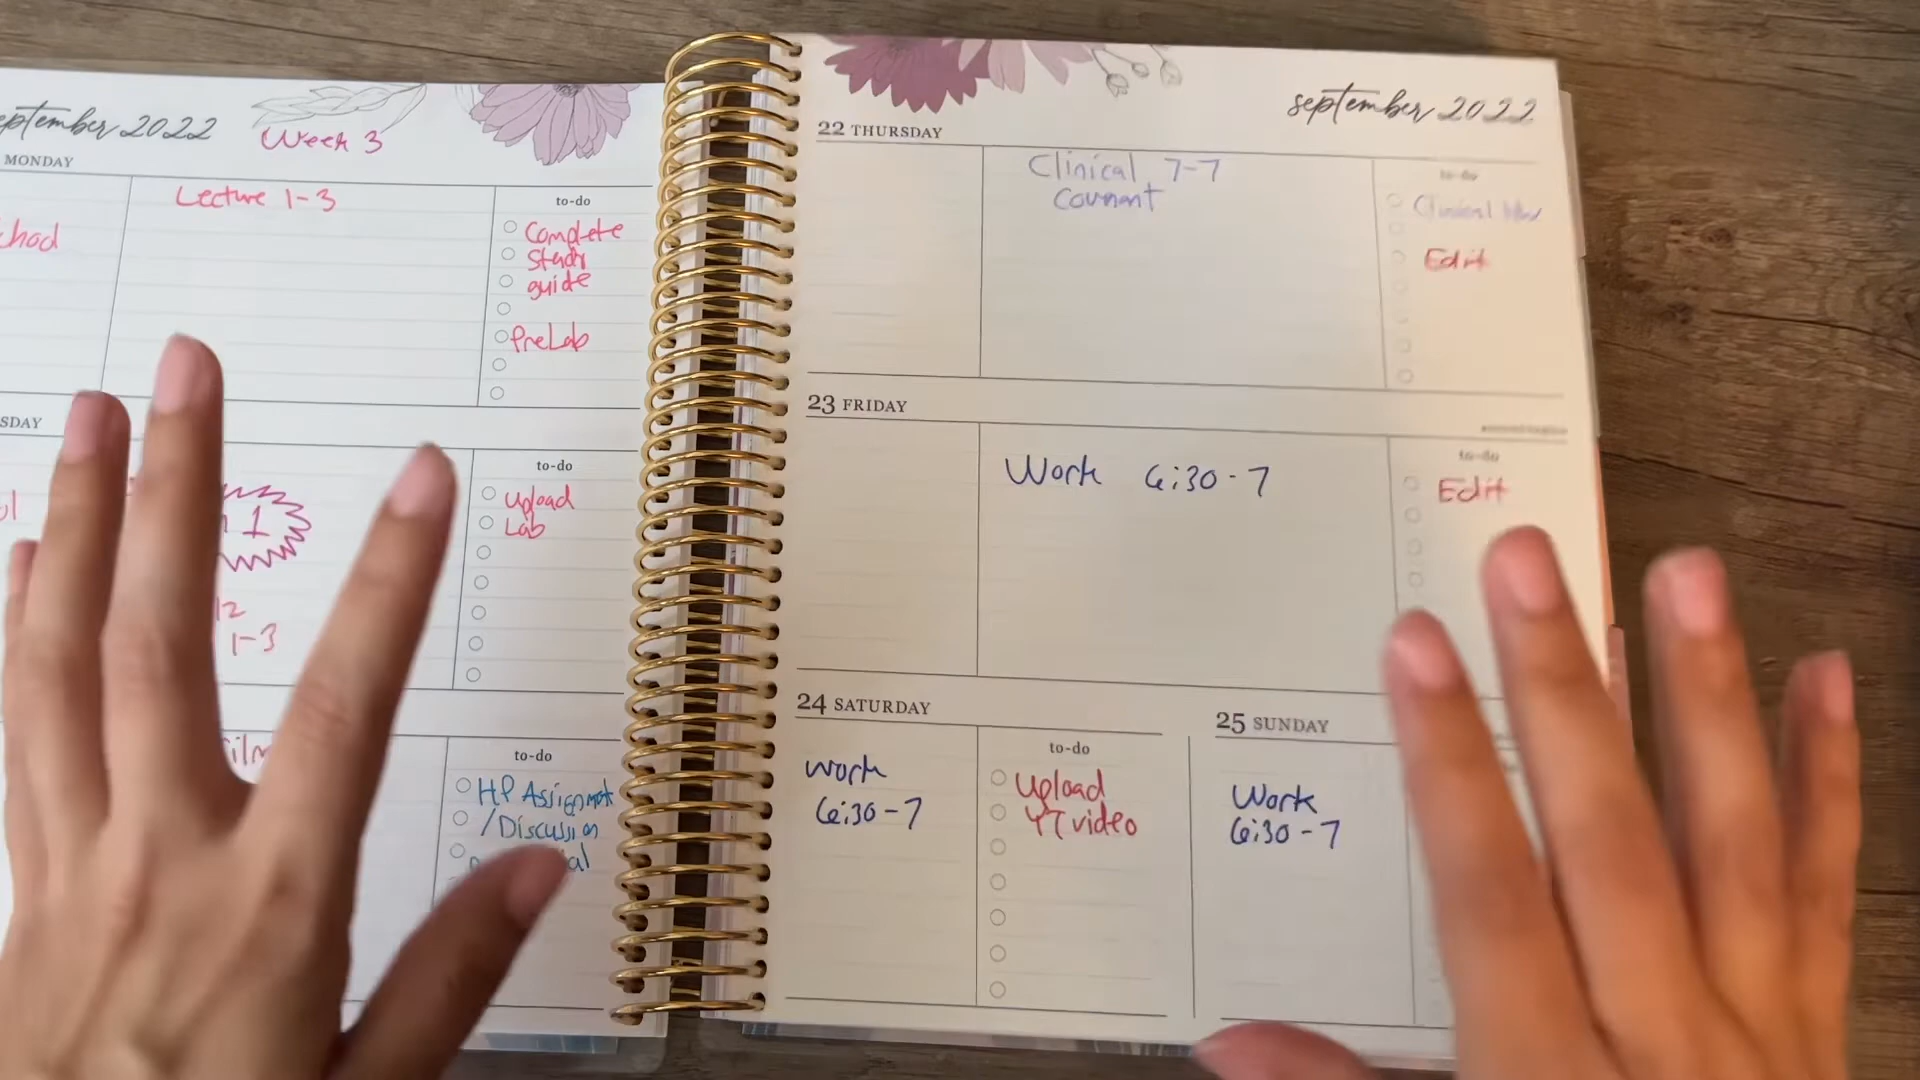 september 2022
Week 3
MONDAY
Lecture 1-3
to-do
Complete
Study
guide
PreLab
to-do
Upload
Lab
1
12
1-3
to-do
HP Assignment
/Discussion
september 2022
22 THURSDAY
Clinical 7-7
to-do
Clinical
Edit
23 FRIDAY
Work 6:30-7
to-do
Edit
24 SATURDAY
work
6:30-7
to-do
Upload
YT video
25 SUNDAY
Work
6:30-7